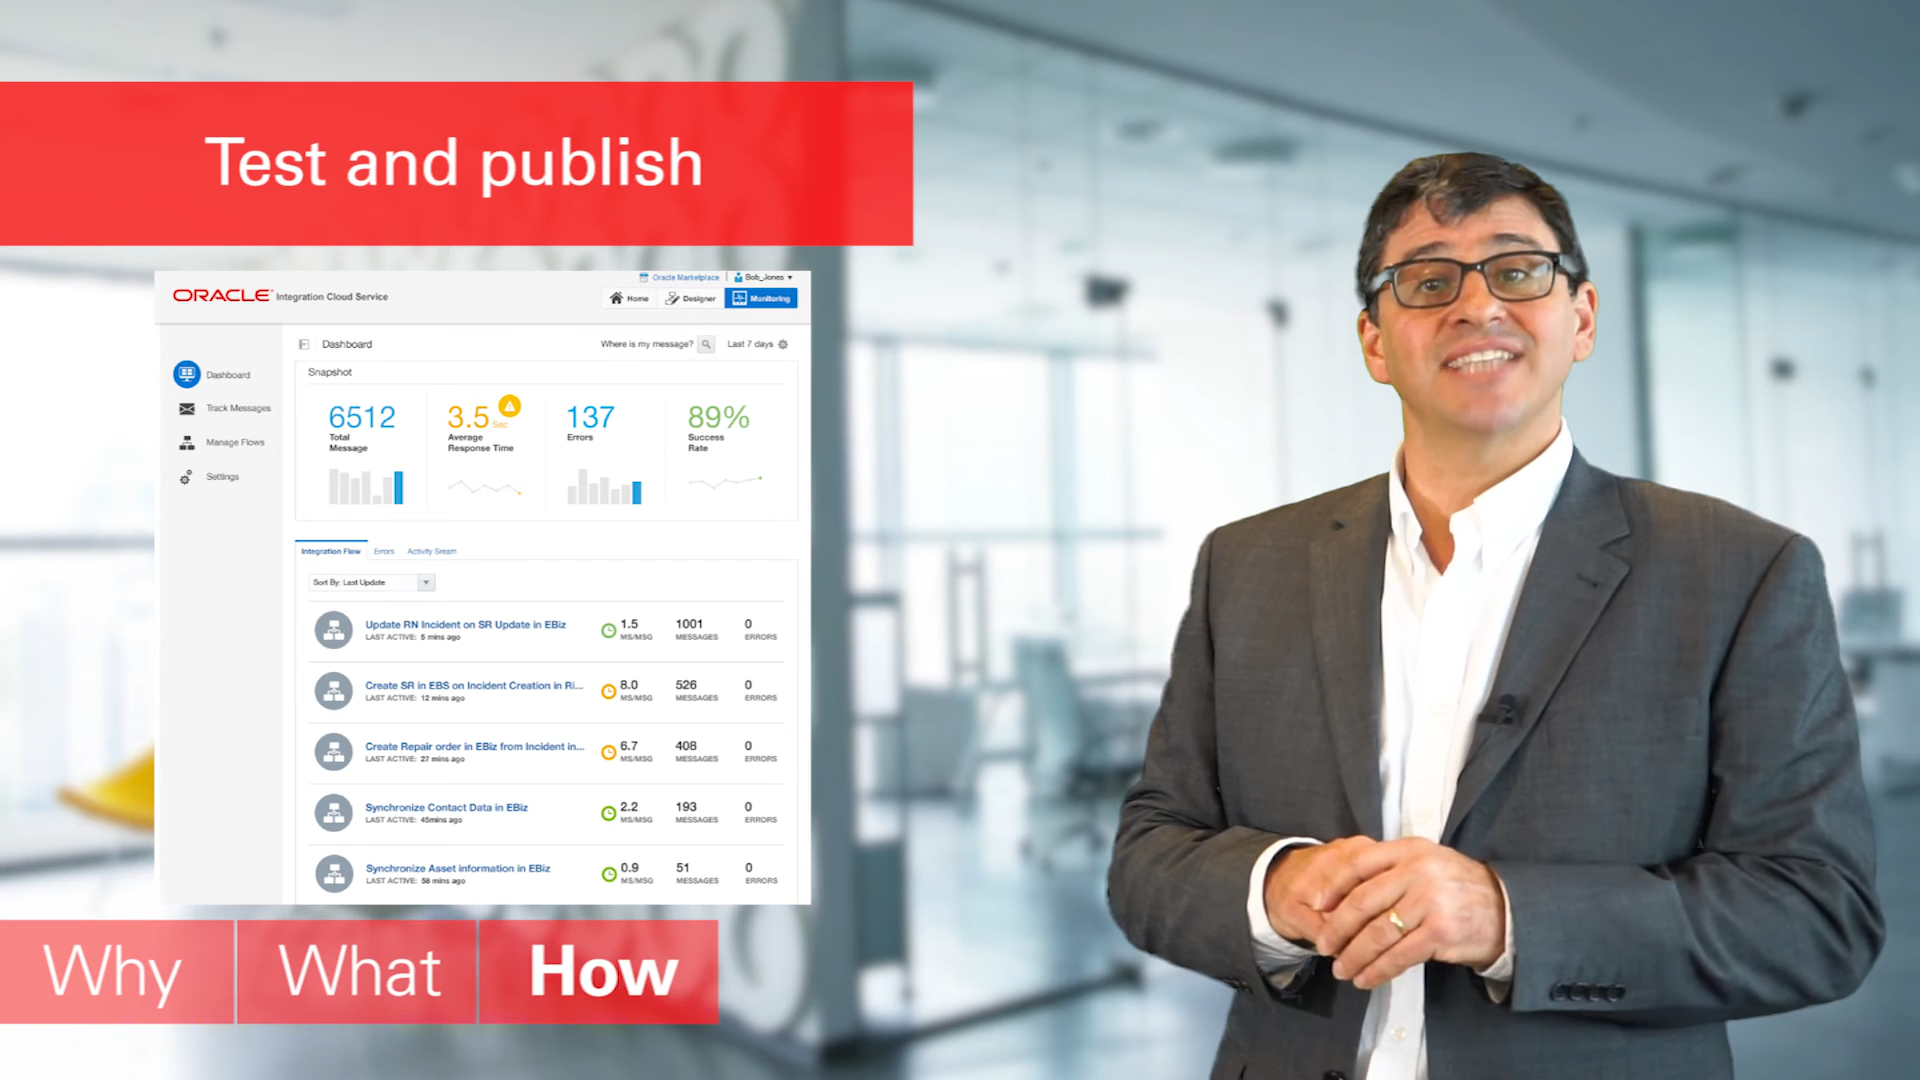 Test and publish
Oracle Marketplace
Bob_Jones
ORACLE Integration Cloud Service
Home
Designer
Monitoring
Dashboard
Where is my message?
Last 7 days
Dashboard
Track Messages
Manage Flows
Settings
Snapshot
6512
Total
Message
3.5 Sec
Average
Response Time
137
Errors
89%
Success
Rate
Integration Flow
Errors
Activity Sream
Sort By: Last Update
Update RN Incident on SR Update in EBiz
LAST ACTIVE: 5 mins ago
1.5
MS/MSG
1001
MESSAGES
0
ERRORS
Create SR in EBS on Incident Creation in Ri...
LAST ACTIVE: 12 mins ago
8.0
MS/MSG
526
MESSAGES
0
ERRORS
Create Repair order in EBiz from Incident in...
LAST ACTIVE: 27 mins ago
6.7
MS/MSG
408
MESSAGES
0
ERRORS
Synchronize Contact Data in EBiz
LAST ACTIVE: 45mins ago
2.2
MS/MSG
193
MESSAGES
0
ERRORS
Synchronize Asset information in EBiz
LAST ACTIVE: 56 mins ago
0.9
MS/MSG
51
MESSAGES
0
ERRORS
Why
What
How